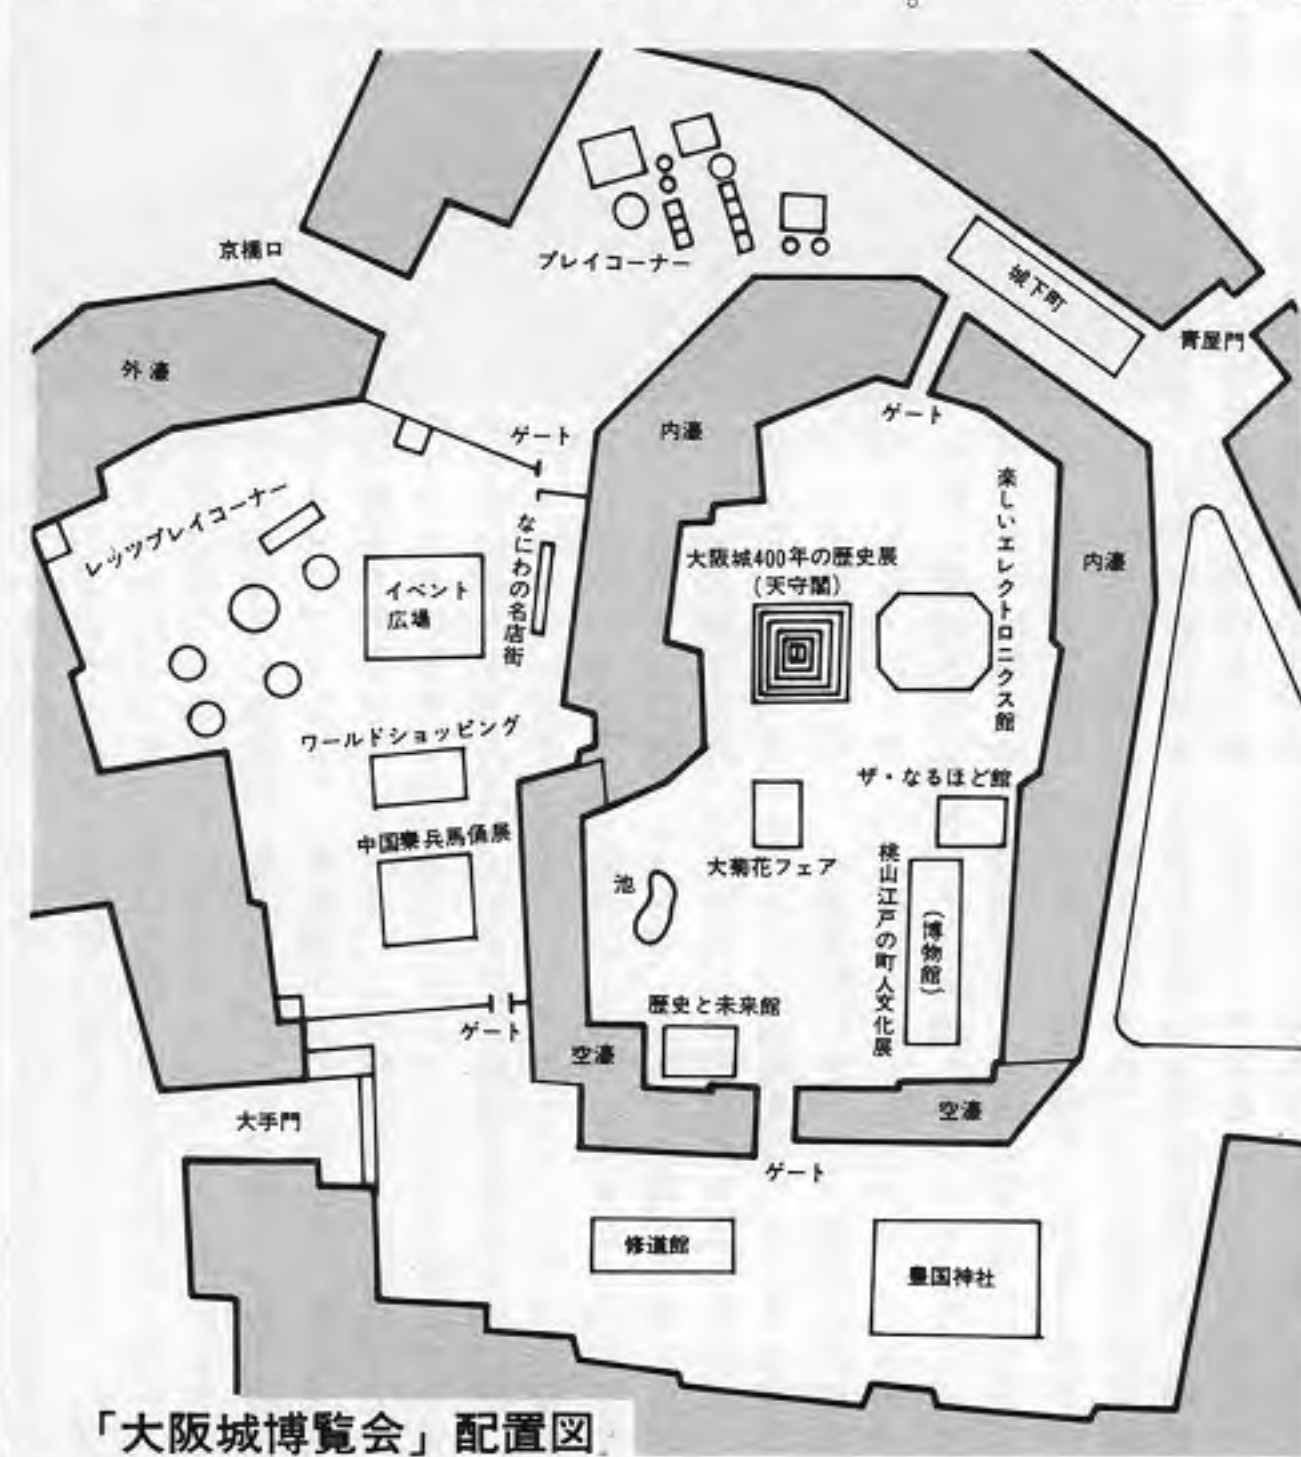 京橋口
プレイコーナー
城下町
青屋門
外濠
ゲート
内濠
ゲート
レッツプレイコーナー
イベント
広場
なにわの名店街
大阪城400年の歴史展
(天守閣)
楽しいエレクトロニクス館
内濠
ワールドショッピング
ザ・なるほど館
中国秦兵馬俑展
大菊花フェア
池
桃山江戸の町人文化展
(博物館)
歴史と未来館
ゲート
空濠
大手門
空濠
ゲート
修道館
豊国神社
「大阪城博覧会」配置図